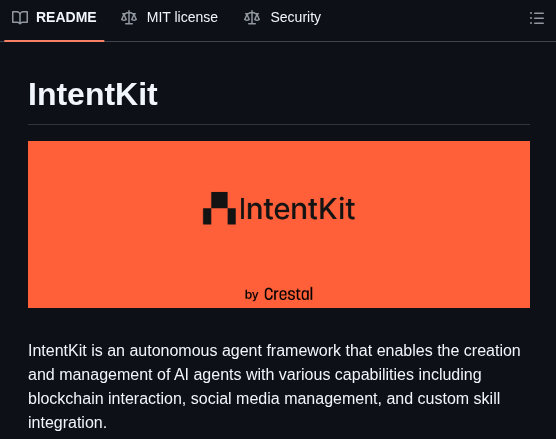 README MIT license Security
IntentKit
IntentKit
by Crestal
IntentKit is an autonomous agent framework that enables the creation
and management of AI agents with various capabilities including
blockchain interaction, social media management, and custom skill
integration.